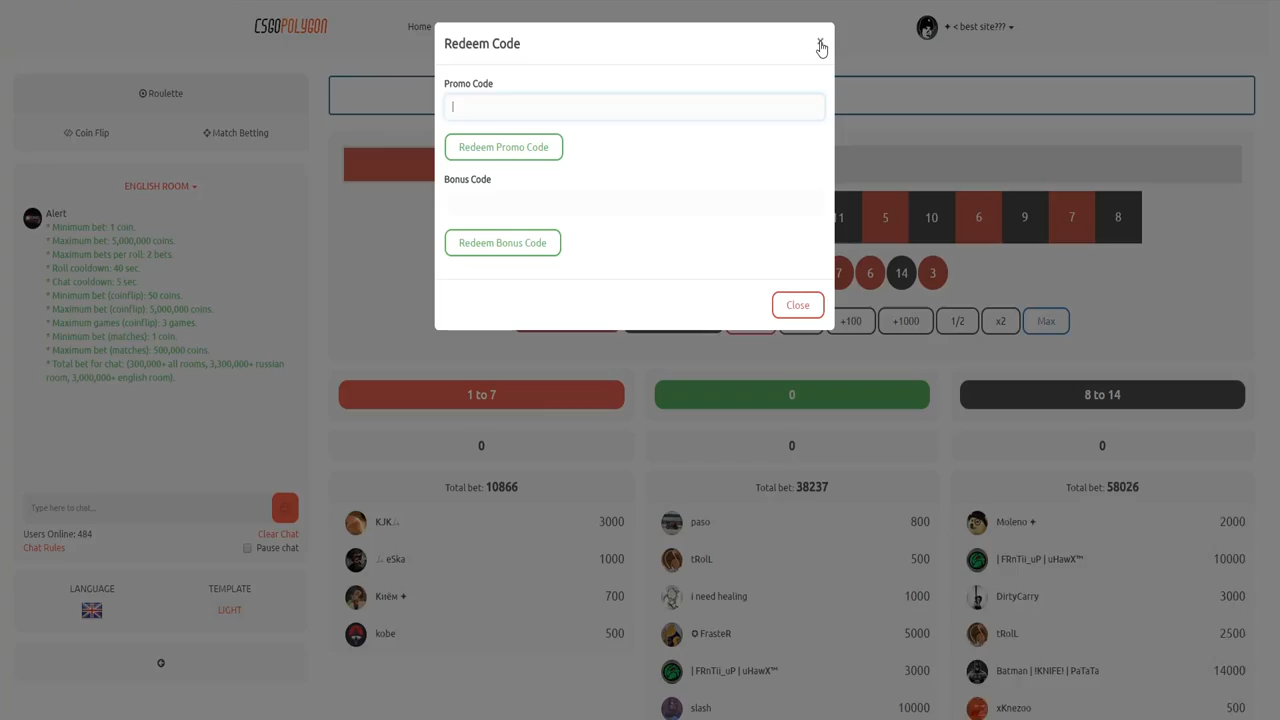 CSGOPOLYGON
Home
✦ < best site???
Redeem Code
×
Promo Code
Redeem Promo Code
Bonus Code
Redeem Bonus Code
Close
Roulette
Coin Flip
Match Betting
ENGLISH ROOM
Alert
* Minimum bet: 1 coin.
* Maximum bet: 5,000,000 coins.
* Maximum bets per roll: 2 bets.
* Roll cooldown: 40 sec.
* Chat cooldown: 5 sec.
* Minimum bet (coinflip): 50 coins.
* Maximum bet (coinflip): 5,000,000 coins.
* Maximum games (coinflip): 3 games.
* Minimum bet (matches): 1 coin.
* Maximum bet (matches): 500,000 coins.
* Total bet for chat: (300,000+ all rooms, 3,300,000+ russian
room, 3,000,000+ english room).
Type here to chat...
Users Online: 484
Clear Chat
Chat Rules
Pause chat
LANGUAGE
TEMPLATE
LIGHT
11 5 10 6 9 7 8
7 6 14 3
+100 +1000 1/2 x2 Max
1 to 7
0
8 to 14
0
0
0
Total bet: 10866
KJK
3000
eSka
1000
Киём ✦
700
kobe
500
Total bet: 38237
paso
800
tRolL
500
i need healing
1000
✪ FrasteR
5000
| FRnTii_uP | uHawX™
3000
slash
10000
Total bet: 58026
Moleno ✦
2000
| FRnTii_uP | uHawX™
10000
DirtyCarry
3000
tRolL
2500
Batman | !KNIFE! | PaTaTa
14000
xKnezoo
500